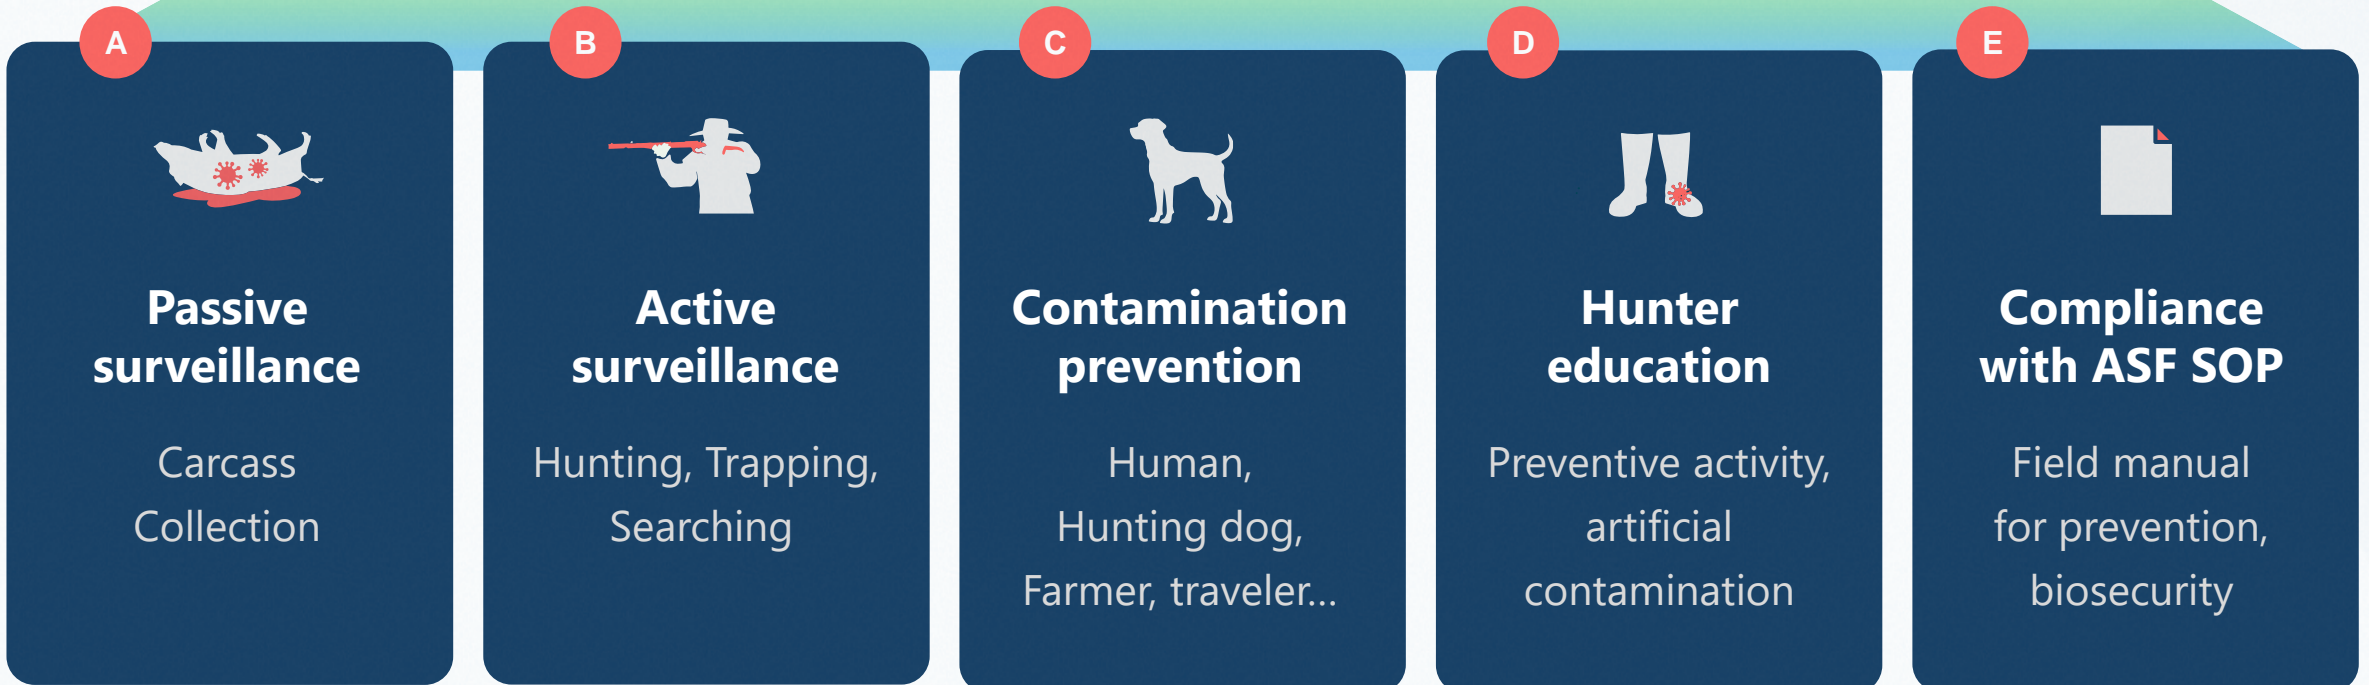 A
Passive
surveillance
Carcass
Collection
B
Active
surveillance
Hunting, Trapping,
Searching
C
Contamination
prevention
Human,
Hunting dog,
Farmer, traveler...
D
Hunter
education
Preventive activity,
artificial
contamination
E
Compliance
with ASF SOP
Field manual
for prevention,
biosecurity